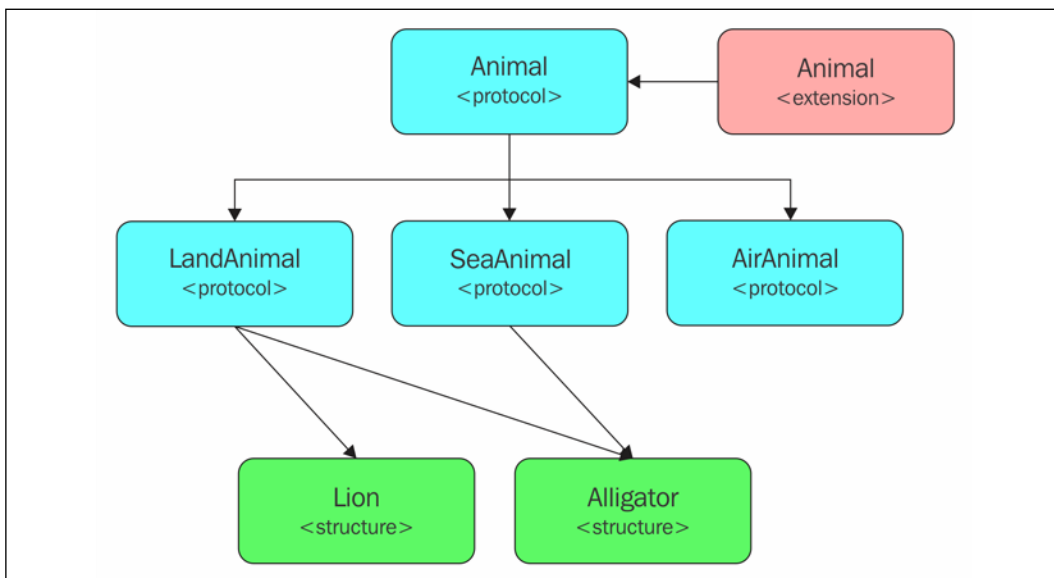 Animal
<protocol>
Animal
<extension>
LandAnimal
<protocol>
SeaAnimal
<protocol>
AirAnimal
<protocol>
Lion
<structure>
Alligator
<structure>